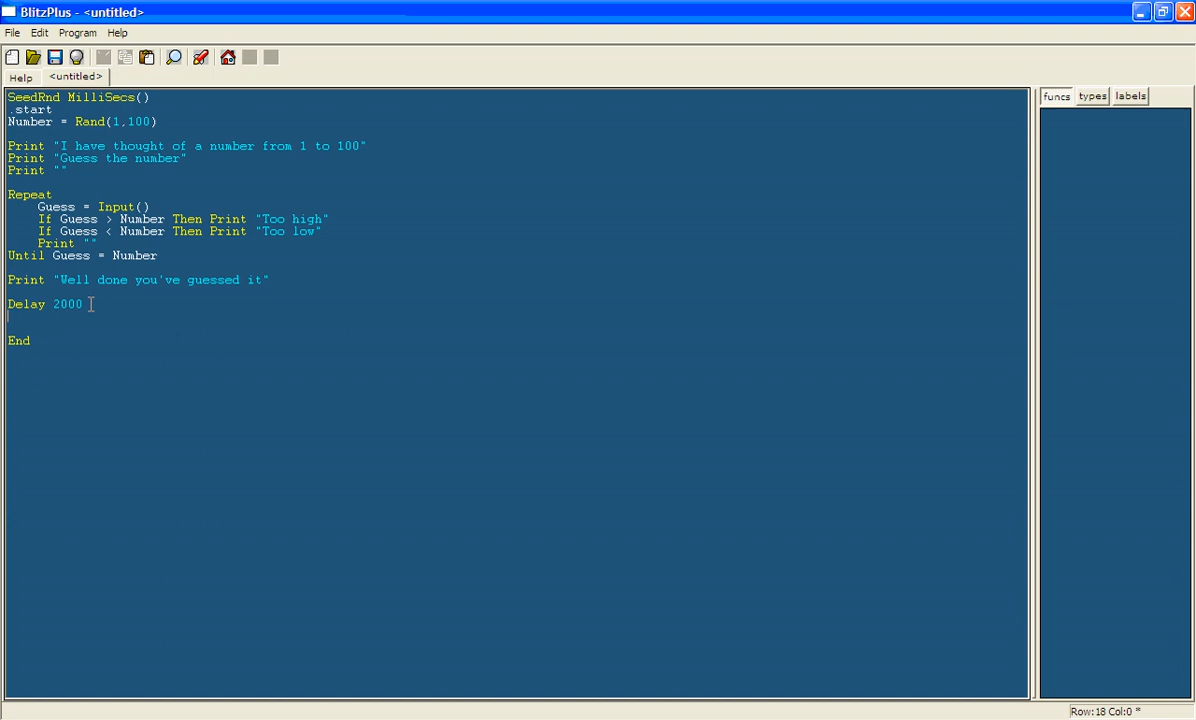 BlitzPlus - <untitled>
File Edit Program Help
Help <untitled>
SeedRnd MilliSecs()
.start
Number = Rand(1,100)
Print "I have thought of a number from 1 to 100"
Print "Guess the number"
Print ""
Repeat
Guess = Input()
If Guess > Number Then Print "Too high"
If Guess < Number Then Print "Too low"
Print ""
Until Guess = Number
Print "Well done you've guessed it"
Delay 2000
End
funcs types labels
Row:18 Col:0 *